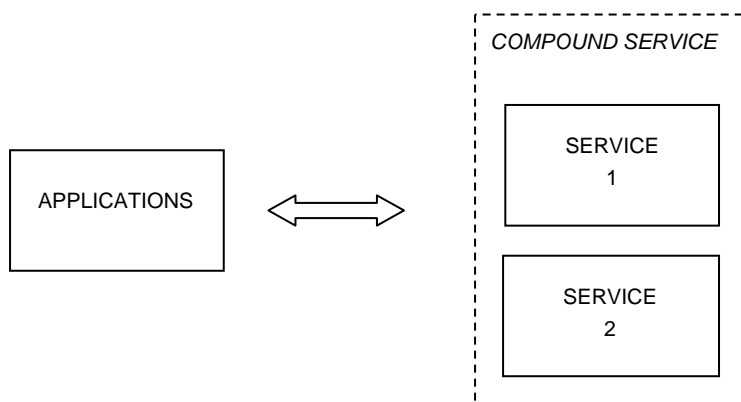 COMPOUND SERVICE
SERVICE
1
APPLICATIONS
SERVICE
2